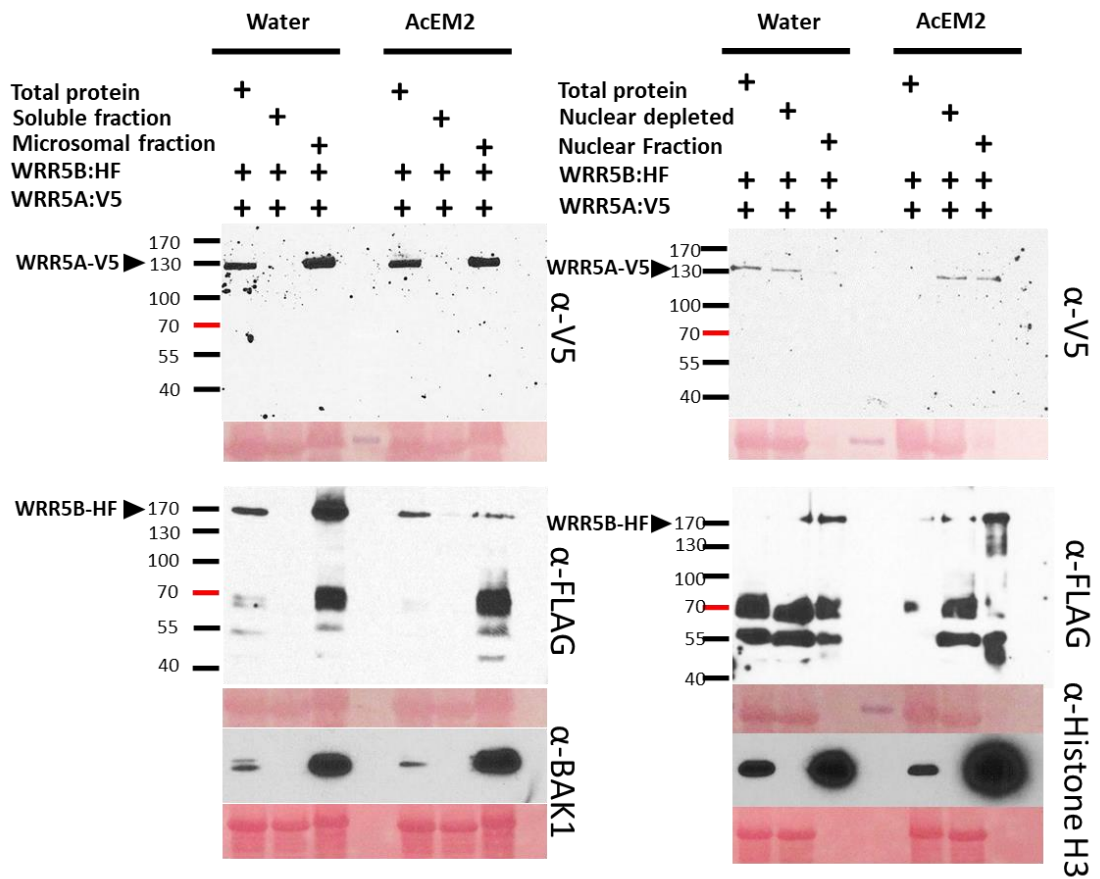 Water AcEM2
Total protein + +
Soluble fraction + +
Microsomal fraction + +
WRR5B:HF + + + + + +
WRR5A:V5 + + + + + +
170
WRR5A-V5 130
100
70
55
40
α-V5
WRR5B-HF 170
130
100
70
55
40
α-FLAG
α-BAK1
Water AcEM2
Total protein + +
Nuclear depleted + +
Nuclear Fraction + +
WRR5B:HF + + + + + +
WRR5A:V5 + + + + + +
170
WRR5A-V5 130
100
70
55
40
α-V5
WRR5B-HF 170
130
100
70
55
40
α-FLAG
α-Histone H3